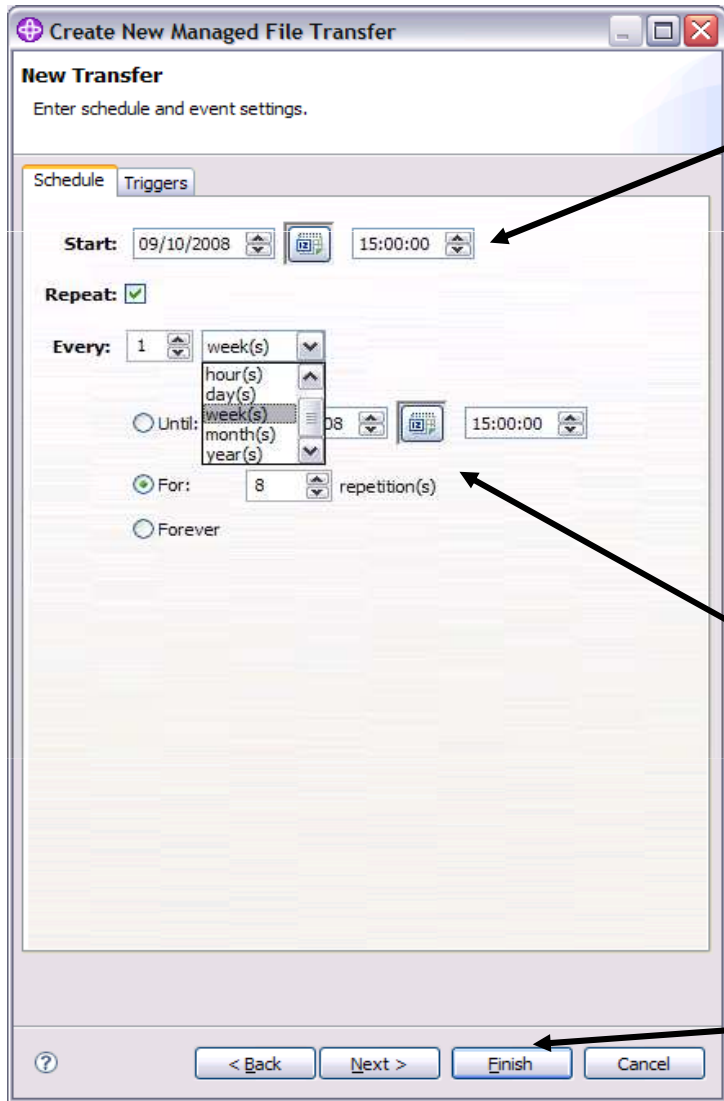 Create New Managed File Transfer
New Transfer
Enter schedule and event settings.
Schedule Triggers
Start: 09/10/2008 12 15:00:00
Repeat:
Every: 1 week(s)
hour(s)
day(s)
week(s)
month(s)
year(s)
Until: 08 12 15:00:00
For: 8 repetition(s)
Forever
? < Back Next > Finish Cancel